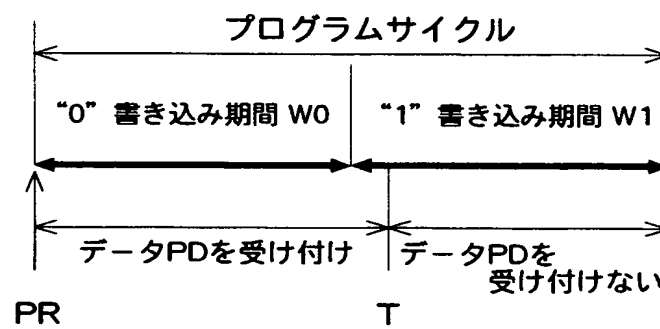 プログラムサイクル
“0” 書き込み期間 W0
“1” 書き込み期間 W1
データPDを受け付け
データPDを
受け付けない
PR
T